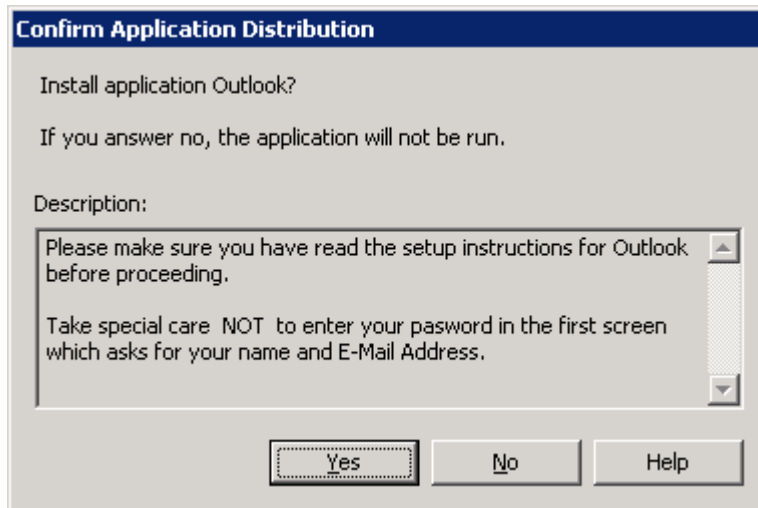 Confirm Application Distribution
Install application Outlook?
If you answer no, the application will not be run.
Description:
Please make sure you have read the setup instructions for Outlook
before proceeding.
Take special care  NOT  to enter your pasword in the first screen
which asks for your name and E-Mail Address.
Yes
No
Help